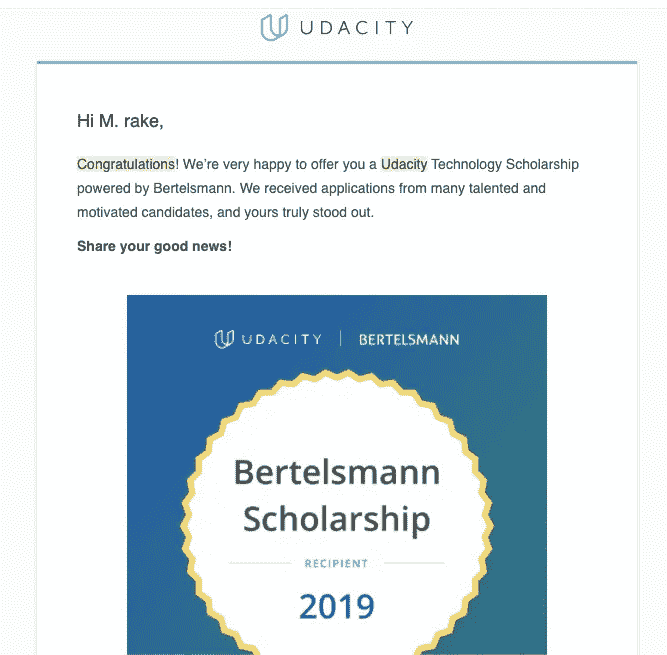 UDACITY
Hi M. rake,
Congratulations! We're very happy to offer you a Udacity Technology Scholarship
powered by Bertelsmann. We received applications from many talented and
motivated candidates, and yours truly stood out.
Share your good news!
UDACITY | BERTELSMANN
Bertelsmann
Scholarship
RECIPIENT
2019